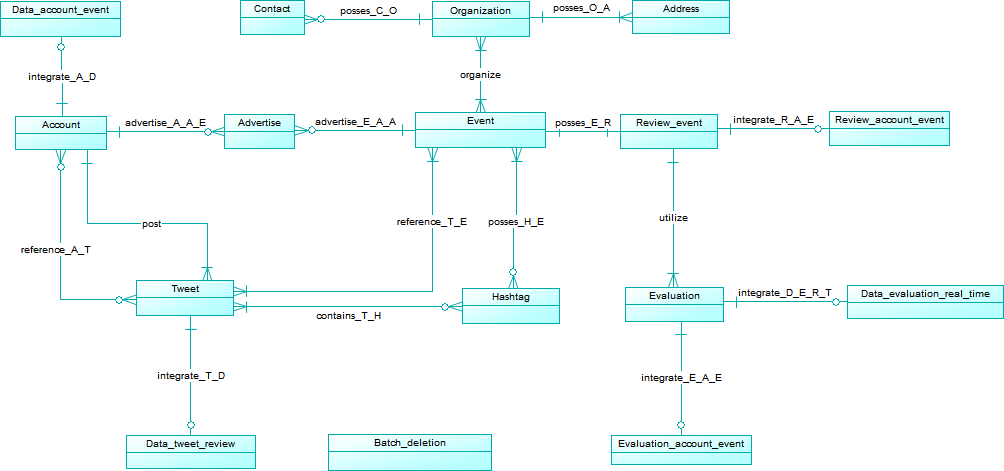 Data_account_event
Contact
posses_C_O
Organization
posses_O_A
Address
integrate_A_D
organize
Account
advertise_A_A_E
Advertise
advertise_E_A_A
Event
posses_E_R
Review_event
integrate_R_A_E
Review_account_event
post
reference_A_T
reference_T_E
posses_H_E
utilize
Tweet
Hashtag
contains_T_H
Evaluation
integrate_D_E_R_T
Data_evaluation_real_time
integrate_T_D
integrate_E_A_E
Data_tweet_review
Batch_deletion
Evaluation_account_event